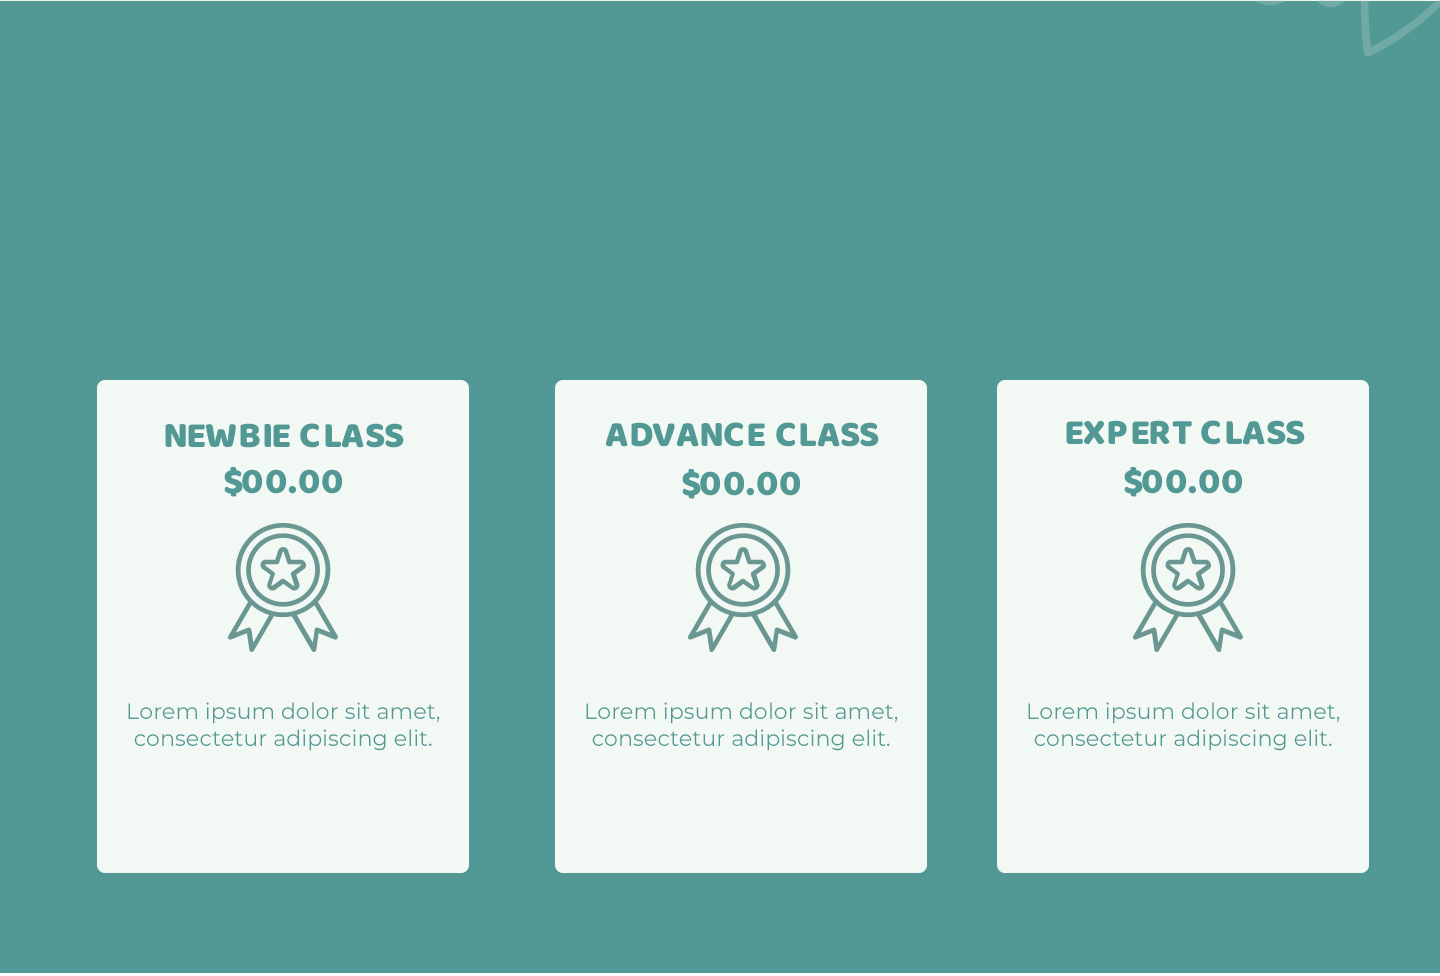 NEWBIE CLASS
$00.00
Lorem ipsum dolor sit amet,
consectetur adipiscing elit.
ADVANCE CLASS
$00.00
Lorem ipsum dolor sit amet,
consectetur adipiscing elit.
EXPERT CLASS
$00.00
Lorem ipsum dolor sit amet,
consectetur adipiscing elit.